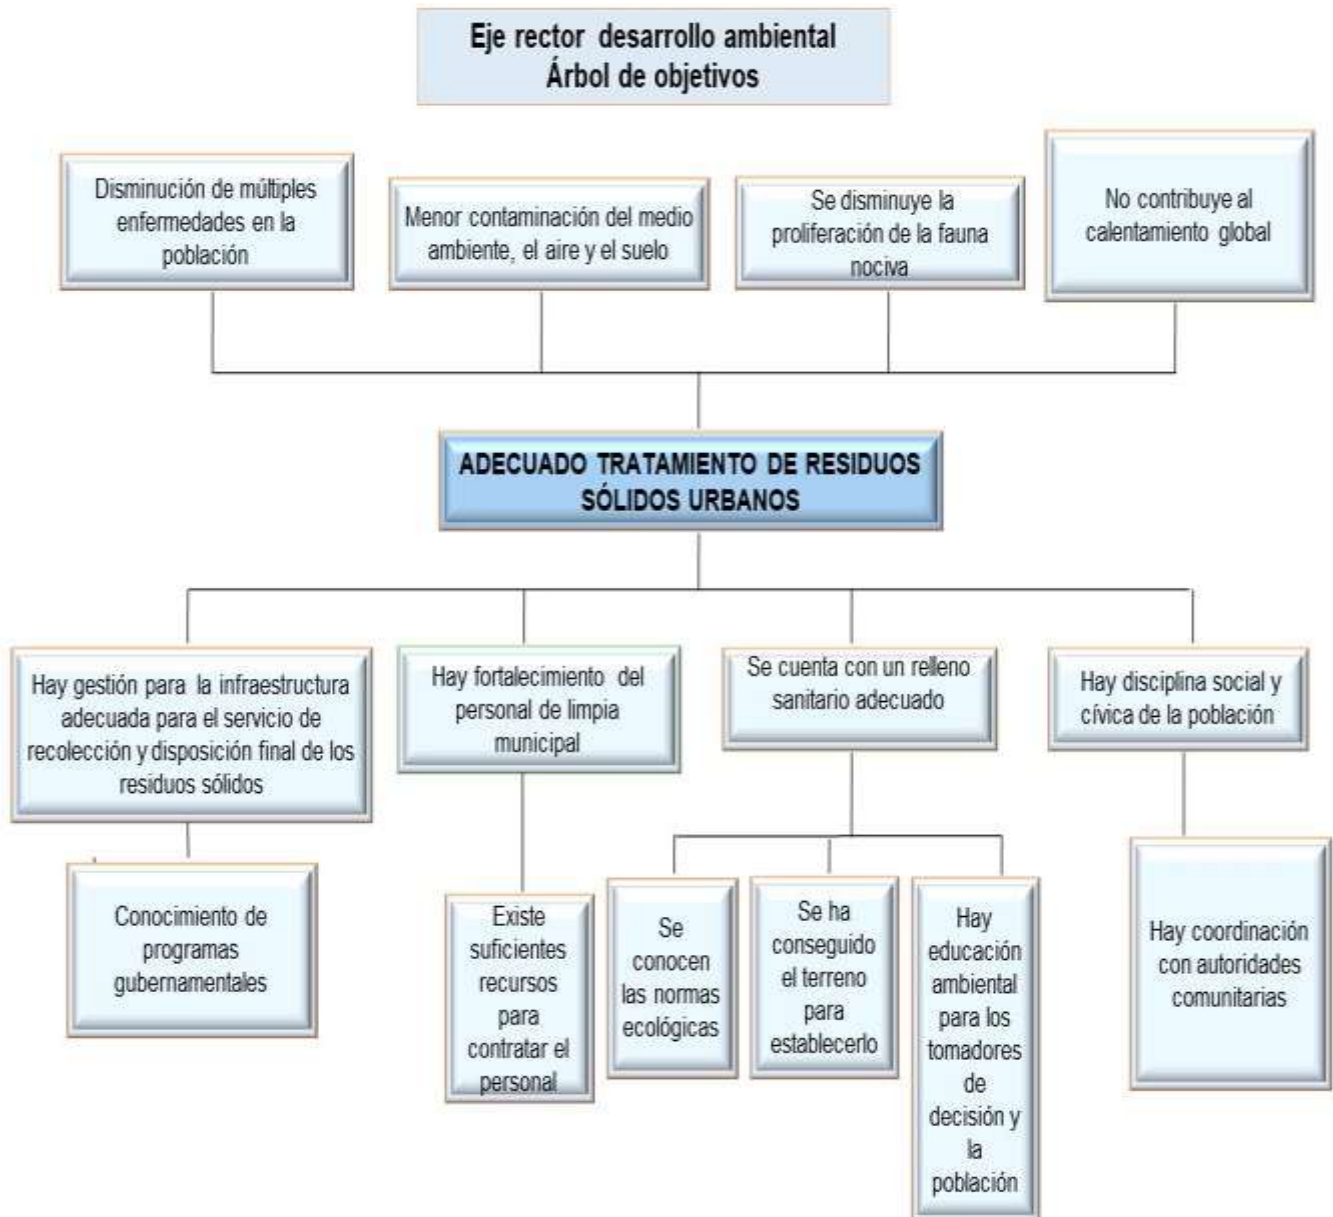 Eje rector desarrollo ambiental
Árbol de objetivos
Disminución de múltiples
enfermedades en la
población
Menor contaminación del medio
ambiente, el aire y el suelo
Se disminuye la
proliferación de la fauna
nociva
No contribuye al
calentamiento global
ADECUADO TRATAMIENTO DE RESIDUOS
SÓLIDOS URBANOS
Hay gestión para la infraestructura
adecuada para el servicio de
recolección y disposición final de los
residuos sólidos
Hay fortalecimiento del
personal de limpia
municipal
Se cuenta con un relleno
sanitario adecuado
Hay disciplina social y
cívica de la población
Conocimiento de
programas
gubernamentales
Existe
suficientes
recursos
para
contratar el
personal
Se
conocen
las normas
ecológicas
Se ha
conseguido
el terreno
para
establecerlo
Hay
educación
ambiental
para los
tomadores
de
decisión y
la
población
Hay coordinación
con autoridades
comunitarias